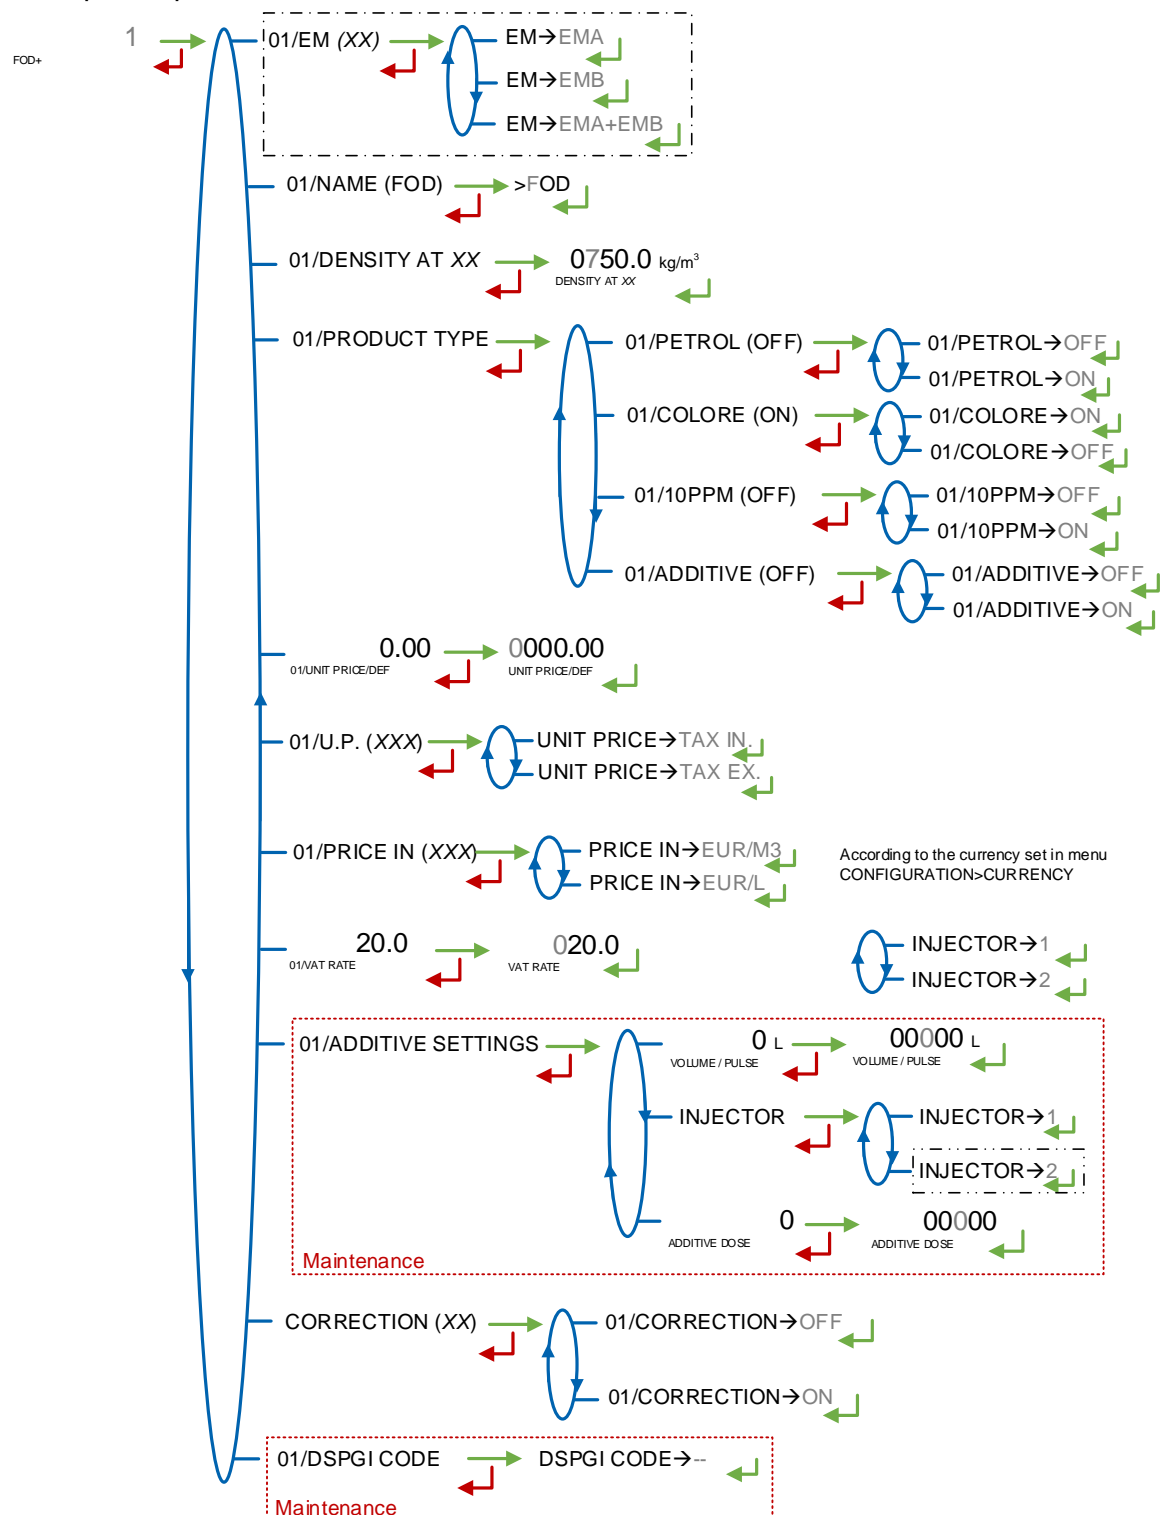 1
FOD+
01/EM (XX)
EM→EMA
EM→EMB
EM→EMA+EMB
01/NAME (FOD)
>FOD
01/DENSITY AT XX
0750.0 kg/m³
DENSITY AT XX
01/PRODUCT TYPE
01/PETROL (OFF)
01/PETROL→OFF
01/PETROL→ON
01/COLORE (ON)
01/COLORE→ON
01/COLORE→OFF
01/10PPM (OFF)
01/10PPM→OFF
01/10PPM→ON
01/ADDITIVE (OFF)
01/ADDITIVE→OFF
01/ADDITIVE→ON
0.00
01/UNIT PRICE/DEF
0000.00
UNIT PRICE/DEF
01/U.P. (XXX)
UNIT PRICE→TAX IN.
UNIT PRICE→TAX EX.
01/PRICE IN (XXX)
PRICE IN→EUR/M3
PRICE IN→EUR/L
According to the currency set in menu
CONFIGURATION>CURRENCY
20.0
01/VAT RATE
020.0
VAT RATE
INJECTOR→1
INJECTOR→2
01/ADDITIVE SETTINGS
0 L
VOLUME / PULSE
00000 L
VOLUME / PULSE
INJECTOR
INJECTOR→1
INJECTOR→2
0
ADDITIVE DOSE
00000
ADDITIVE DOSE
Maintenance
CORRECTION (XX)
01/CORRECTION→OFF
01/CORRECTION→ON
01/DSPGI CODE
DSPGI CODE→--
Maintenance